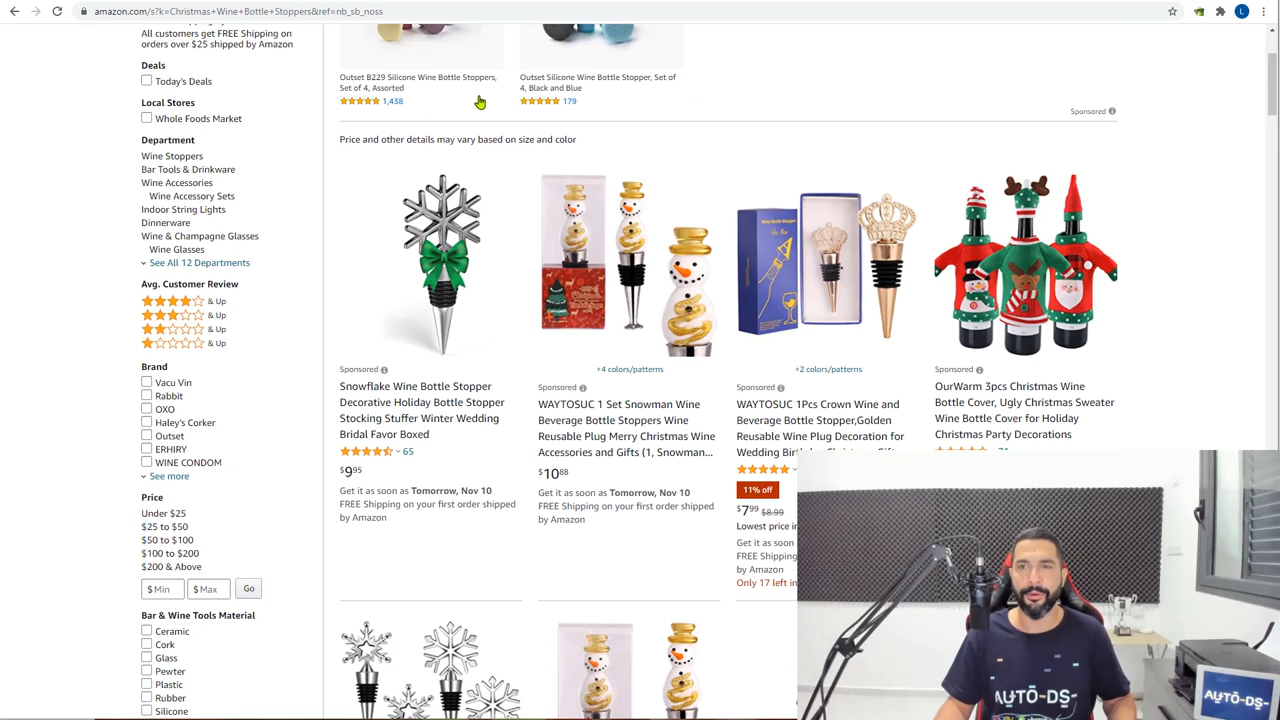 amazon.com/s?k=Christmas+Wine+Bottle+Stoppers&ref=nb_sb_noss
L
All customers get FREE Shipping on
orders over $25 shipped by Amazon
Deals
Today's Deals
Local Stores
Whole Foods Market
Department
Wine Stoppers
Bar Tools & Drinkware
Wine Accessories
Wine Accessory Sets
Indoor String Lights
Dinnerware
Wine & Champagne Glasses
Wine Glasses
See All 12 Departments
Avg. Customer Review
& Up
& Up
& Up
& Up
Brand
Vacu Vin
Rabbit
OXO
Haley's Corker
Outset
ERHIRY
WINE CONDOM
See more
Price
Under $25
$25 to $50
$50 to $100
$100 to $200
$200 & Above
$ Min
$ Max
Go
Bar & Wine Tools Material
Ceramic
Cork
Glass
Pewter
Plastic
Rubber
Silicone
Outset B229 Silicone Wine Bottle Stoppers,
Set of 4, Assorted
1,438
Outset Silicone Wine Bottle Stopper, Set of
4, Black and Blue
179
Sponsored
Price and other details may vary based on size and color
Sponsored
Snowflake Wine Bottle Stopper
Decorative Holiday Bottle Stopper
Stocking Stuffer Winter Wedding
Bridal Favor Boxed
65
$995
Get it as soon as Tomorrow, Nov 10
FREE Shipping on your first order shipped
by Amazon
+4 colors/patterns
Sponsored
WAYTOSUC 1 Set Snowman Wine
Beverage Bottle Stoppers Wine
Reusable Plug Merry Christmas Wine
Accessories and Gifts (1, Snowman...
$1088
Get it as soon as Tomorrow, Nov 10
FREE Shipping on your first order shipped
by Amazon
Wine Bottle Stopper
+2 colors/patterns
Sponsored
WAYTOSUC 1Pcs Crown Wine and
Beverage Bottle Stopper,Golden
Reusable Wine Plug Decoration for
11% off
$799 $8.99
Lowest price in
Get it as soon
FREE Shipping
by Amazon
Only 17 left in
Sponsored
OurWarm 3pcs Christmas Wine
Bottle Cover, Ugly Christmas Sweater
Wine Bottle Cover for Holiday
Christmas Party Decorations
AUTO-DS-
shopify
AUTO-DS-